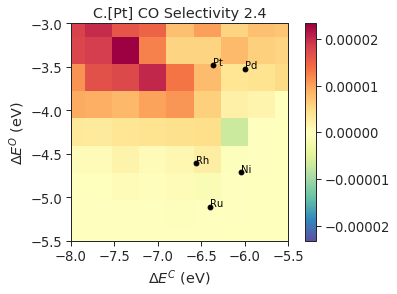 C.[Pt] CO Selectivity 2.4
−3.0
−3.5
−4.0
−4.5
−5.0
−5.5
ΔE^O (eV)
Pt
Pd
Rh
Ni
Ru
−8.0 −7.5 −7.0 −6.5 −6.0 −5.5
ΔE^C (eV)
0.00002
0.00001
0.00000
−0.00001
−0.00002